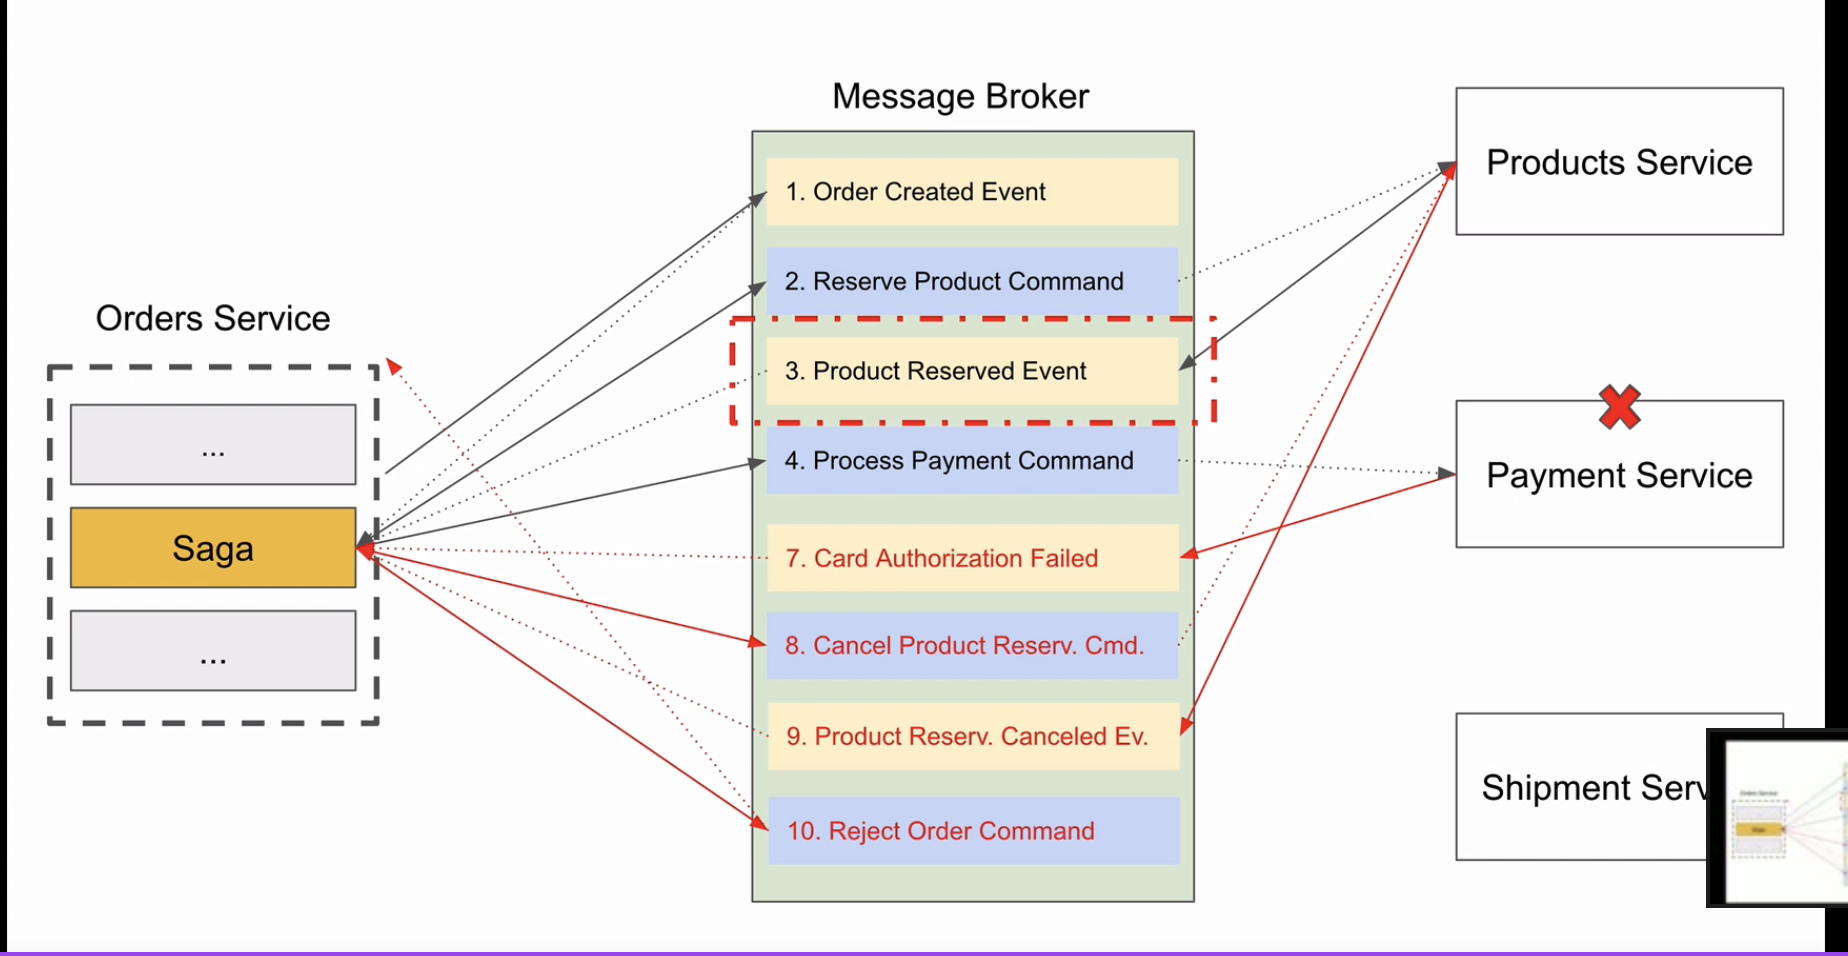 Message Broker
1. Order Created Event
2. Reserve Product Command
3. Product Reserved Event
4. Process Payment Command
7. Card Authorization Failed
8. Cancel Product Reserv. Cmd.
9. Product Reserv. Canceled Ev.
10. Reject Order Command
Orders Service
...
Saga
...
Products Service
Payment Service
Shipment